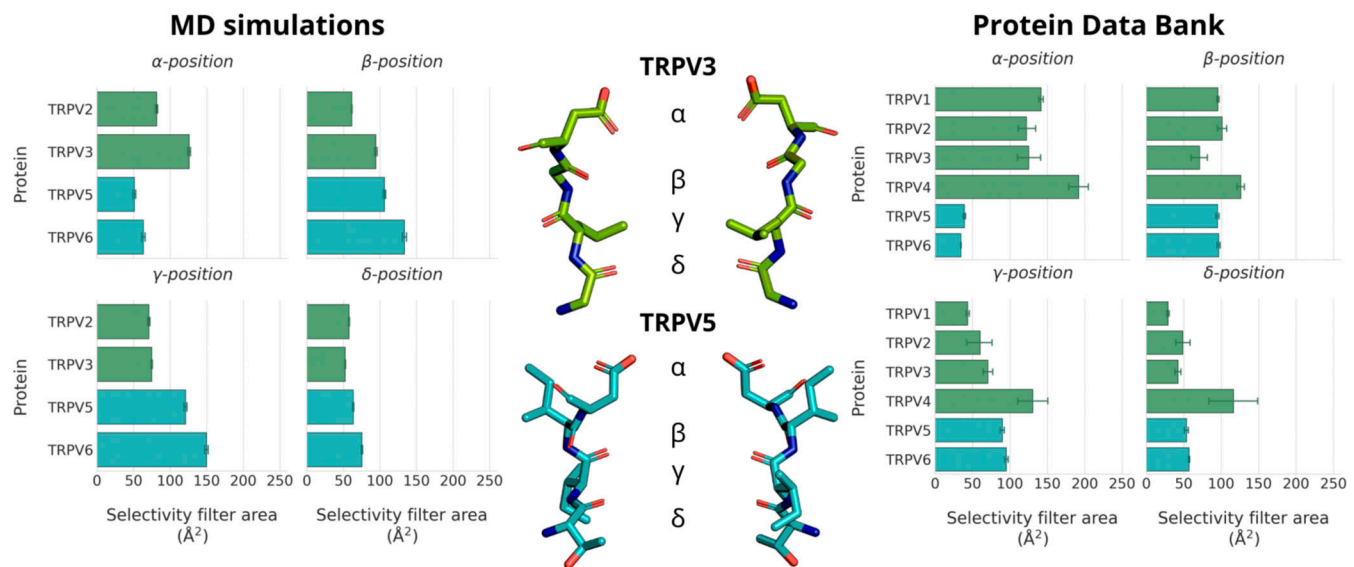 MD simulations
α-position
β-position
Protein
TRPV2
TRPV3
TRPV5
TRPV6
γ-position
δ-position
Protein
TRPV2
TRPV3
TRPV5
TRPV6
0 50 100 150 200 250
0 50 100 150 200 250
Selectivity filter area
(Å²)
Selectivity filter area
(Å²)
TRPV3
α
β
γ
δ
TRPV5
α
β
γ
δ
Protein Data Bank
α-position
β-position
Protein
TRPV1
TRPV2
TRPV3
TRPV4
TRPV5
TRPV6
γ-position
δ-position
Protein
TRPV1
TRPV2
TRPV3
TRPV4
TRPV5
TRPV6
0 50 100 150 200 250
0 50 100 150 200 250
Selectivity filter area
(Å²)
Selectivity filter area
(Å²)